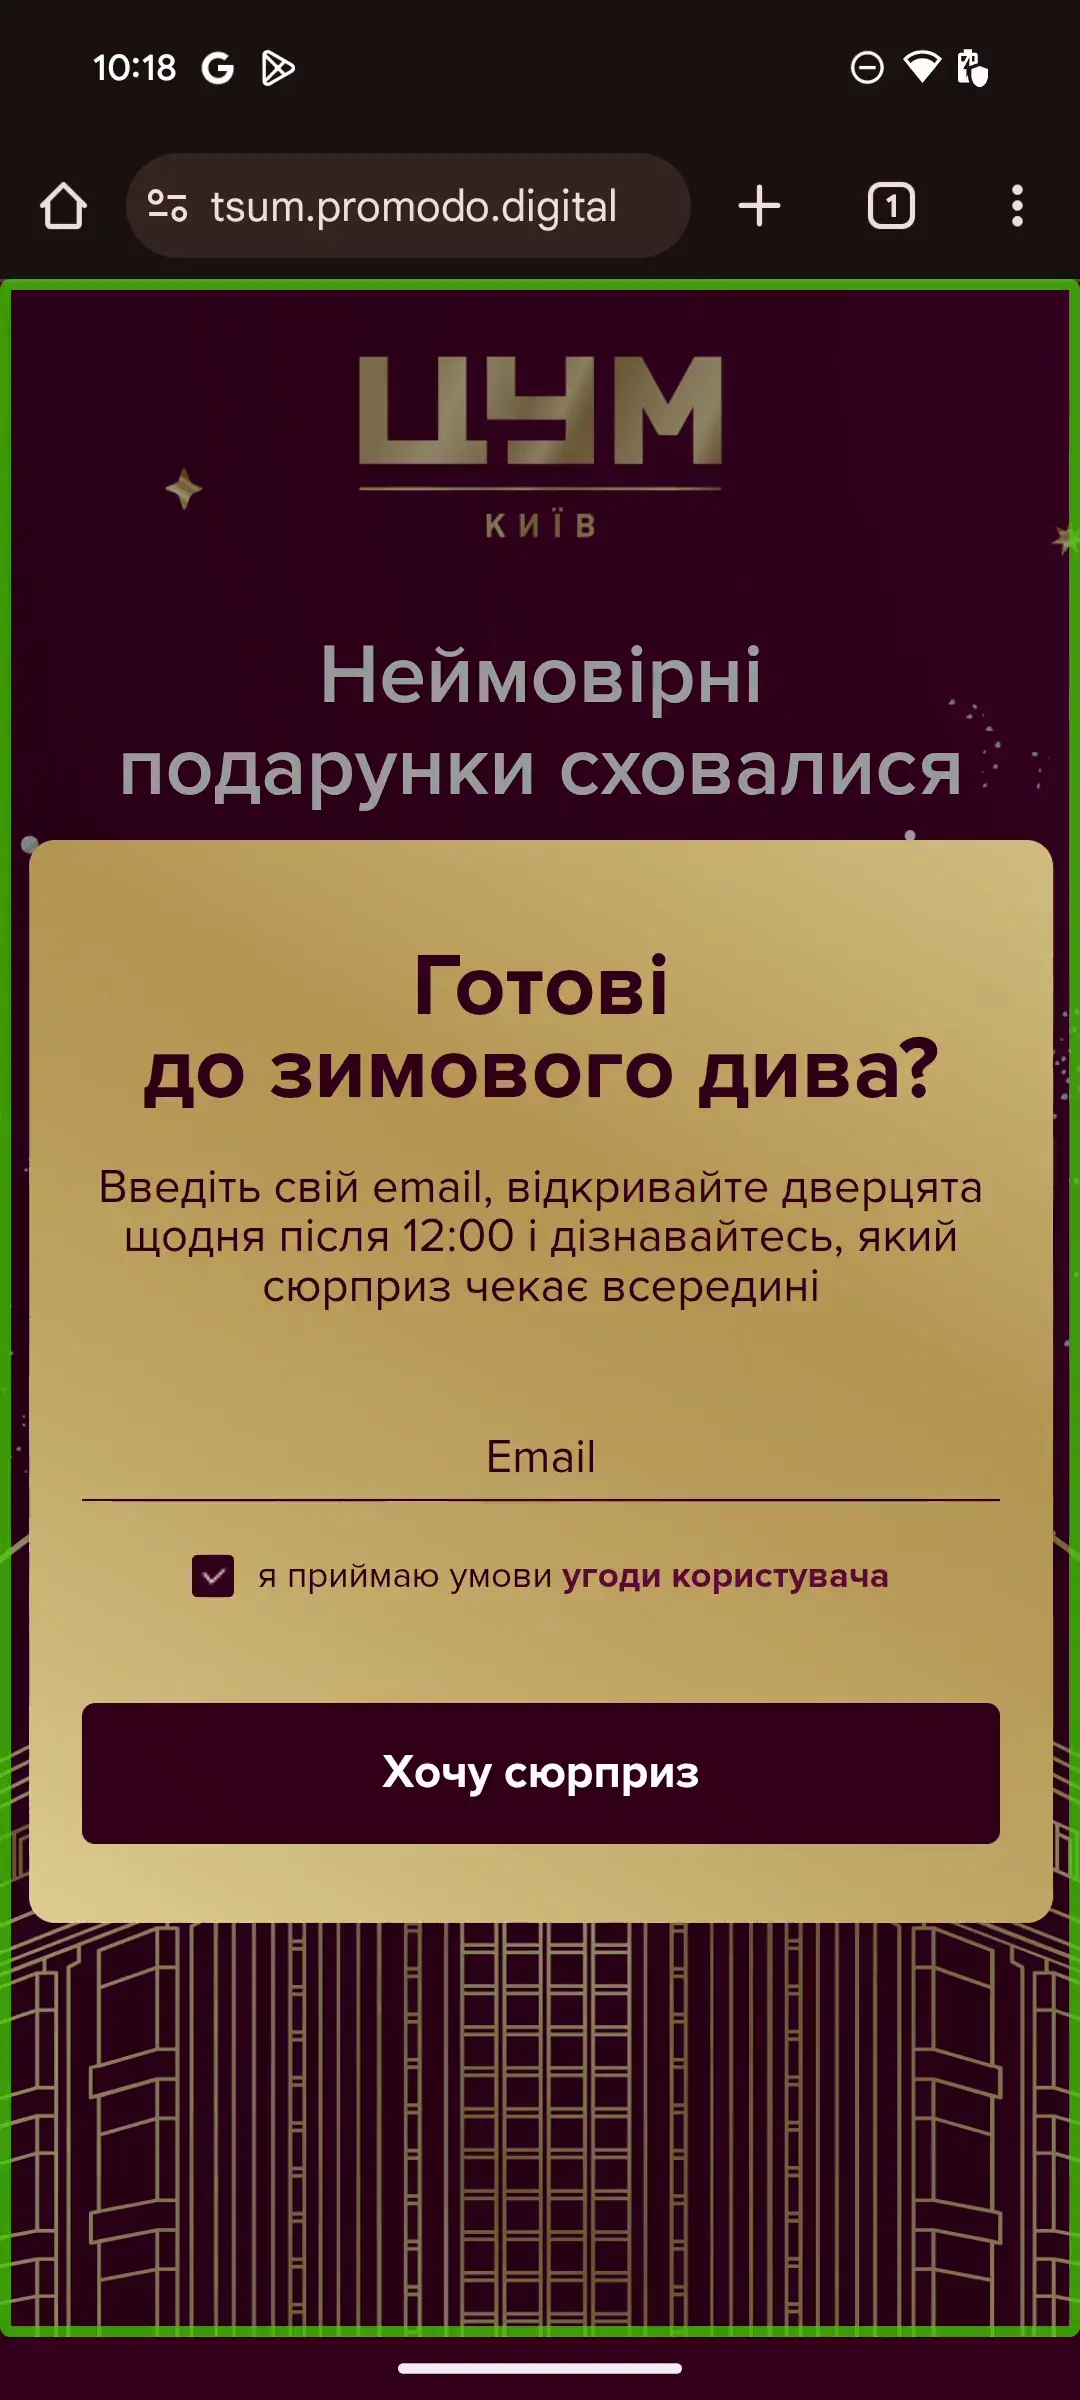 10:18
tsum.promodo.digital
1
ЦУМ
КИЇВ
Неймовірні
подарунки сховалися
Готові
до зимового дива?
Введіть свій email, відкривайте дверцята
щодня після 12:00 і дізнавайтесь, який
сюрприз чекає всередині
Email
я приймаю умови угоди користувача
Хочу сюрприз